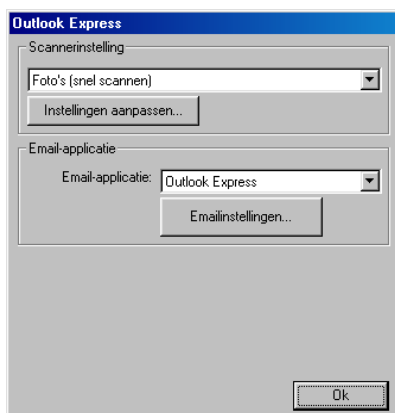 Outlook Express
Scannerinstelling
Foto's (snel scannen)
Instellingen aanpassen...
Email-applicatie
Email-applicatie: Outlook Express
Emailinstellingen...
Ok